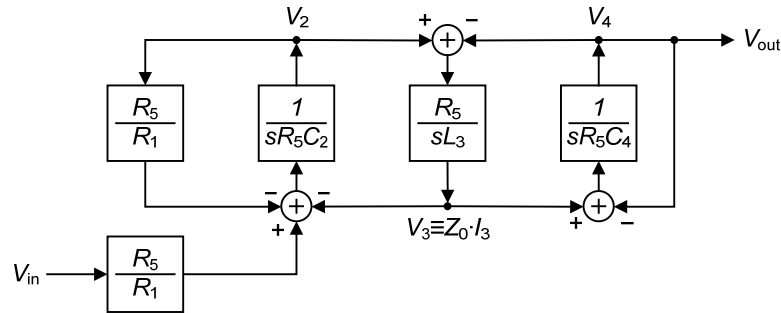 V2
V4
+
−
+
Vout
R5
R1
1
sR5C2
R5
sL3
1
sR5C4
−
+
−
+
+
+
−
V3≡Z0·I3
Vin
R5
R1